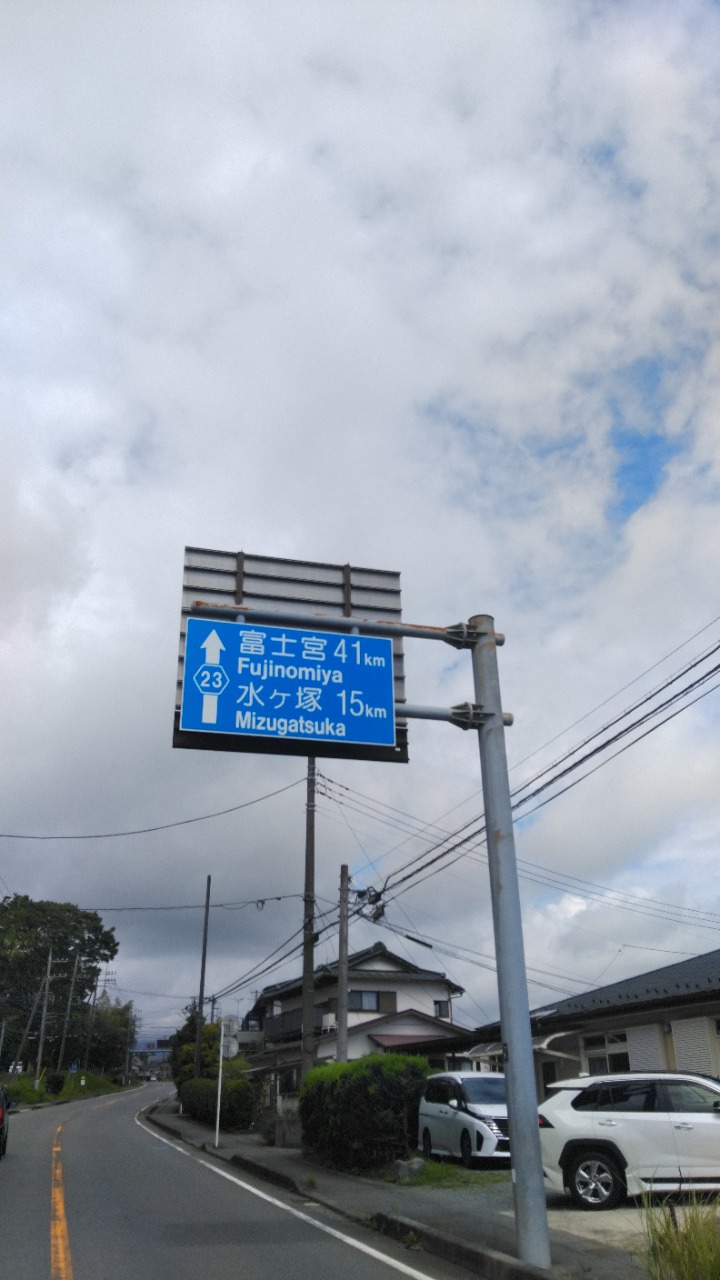 富士宮 41km
Fujinomiya
23
水ヶ塚 15km
Mizugatsuka